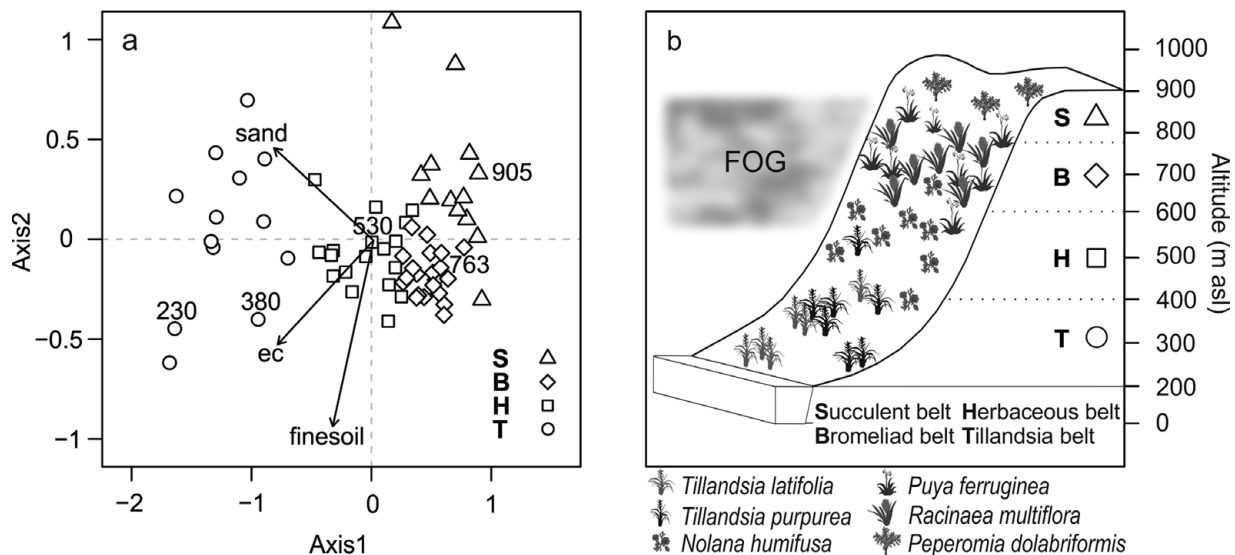 a
1
0.5
0
−0.5
−1
Axis2
−2
−1
0
1
Axis1
sand
530
905
763
230
380
ec
finesoil
S
B
H
T
b
FOG
S
B
H
T
1000
900
800
700
600
500
400
300
200
0
Altitude (m asl)
Succulent belt Herbaceous belt
Bromeliad belt Tillandsia belt
Tillandsia latifolia
Tillandsia purpurea
Nolana humifusa
Puya ferruginea
Racinaea multiflora
Peperomia dolabriformis